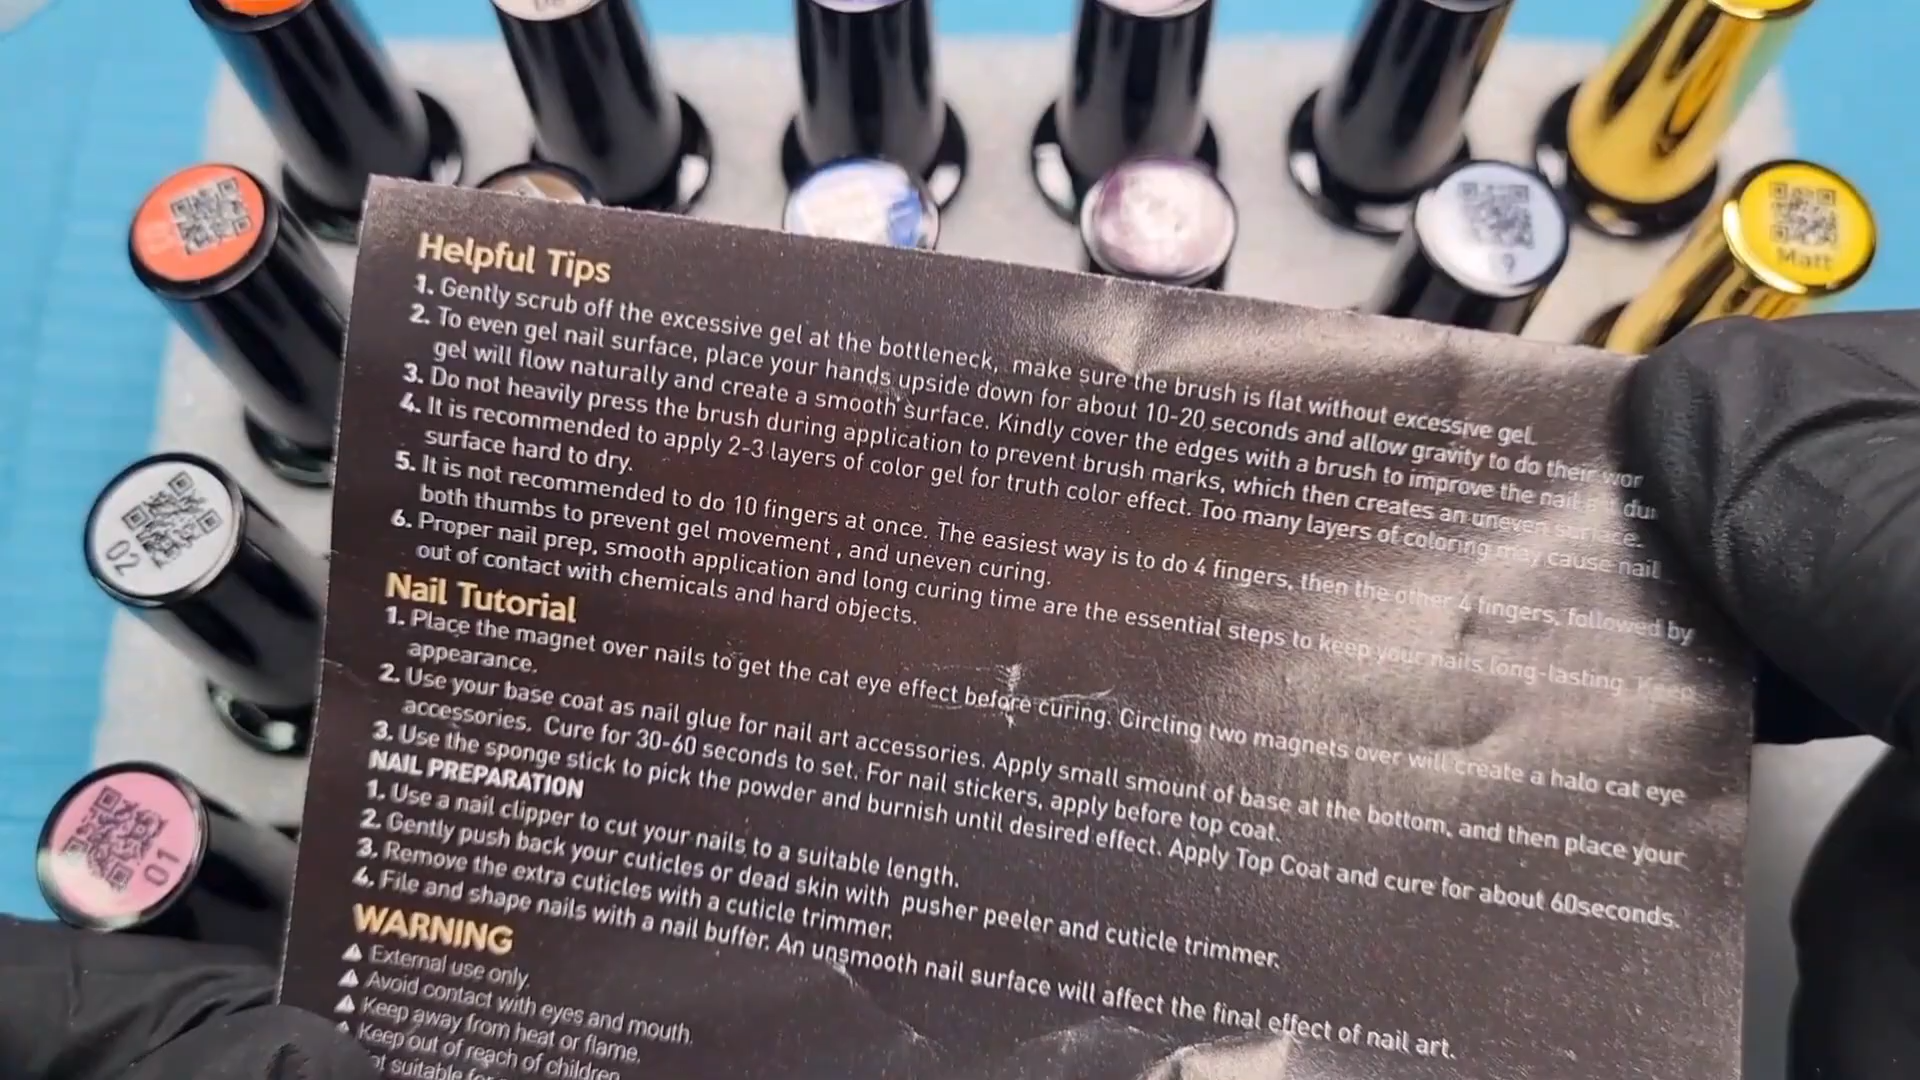 Helpful Tips
1. Gently scrub off the excessive gel at the bottleneck, make sure the brush is flat without excessive gel.
2. To even gel nail surface, place your hands upside down for about 10-20 seconds and allow gravity to do their wor
gel will flow naturally and create a smooth surface. Kindly cover the edges with a brush to improve the nail
3. Do not heavily press the brush during application to prevent brush marks, which then creates an uneven surface.
4. It is recommended to apply 2-3 layers of color gel for truth color effect. Too many layers of coloring may cause nail
surface hard to dry.
5. It is not recommended to do 10 fingers at once. The easiest way is to do 4 fingers, then the other 4 fingers, followed by
both thumbs to prevent gel movement , and uneven curing.
6. Proper nail prep, smooth application and long curing time are the essential steps to keep your nails long-lasting. Keep
out of contact with chemicals and hard objects.
Nail Tutorial
1. Place the magnet over nails to get the cat eye effect before curing. Circling two magnets over will create a halo cat eye
appearance.
2. Use your base coat as nail glue for nail art accessories. Apply small smount of base at the bottom, and then place your
accessories. Cure for 30-60 seconds to set. For nail stickers, apply before top coat.
3. Use the sponge stick to pick the powder and burnish until desired effect. Apply Top Coat and cure for about 60seconds.
NAIL PREPARATION
1. Use a nail clipper to cut your nails to a suitable length.
2. Gently push back your cuticles or dead skin with pusher peeler and cuticle trimmer.
3. Remove the extra cuticles with a cuticle trimmer.
4. File and shape nails with a nail buffer. An unsmooth nail surface will affect the final effect of nail art.
WARNING
External use only.
Avoid contact with eyes and mouth.
Keep away from heat or flame.
Keep out of reach of children
suitable
9
Matt
02
01